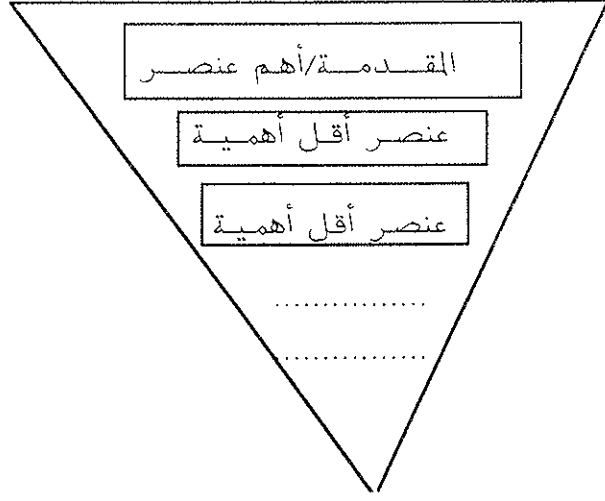 المقدمة/أهم عنصر
عنصر أقل أهمية
عنصر أقل أهمية
................
................